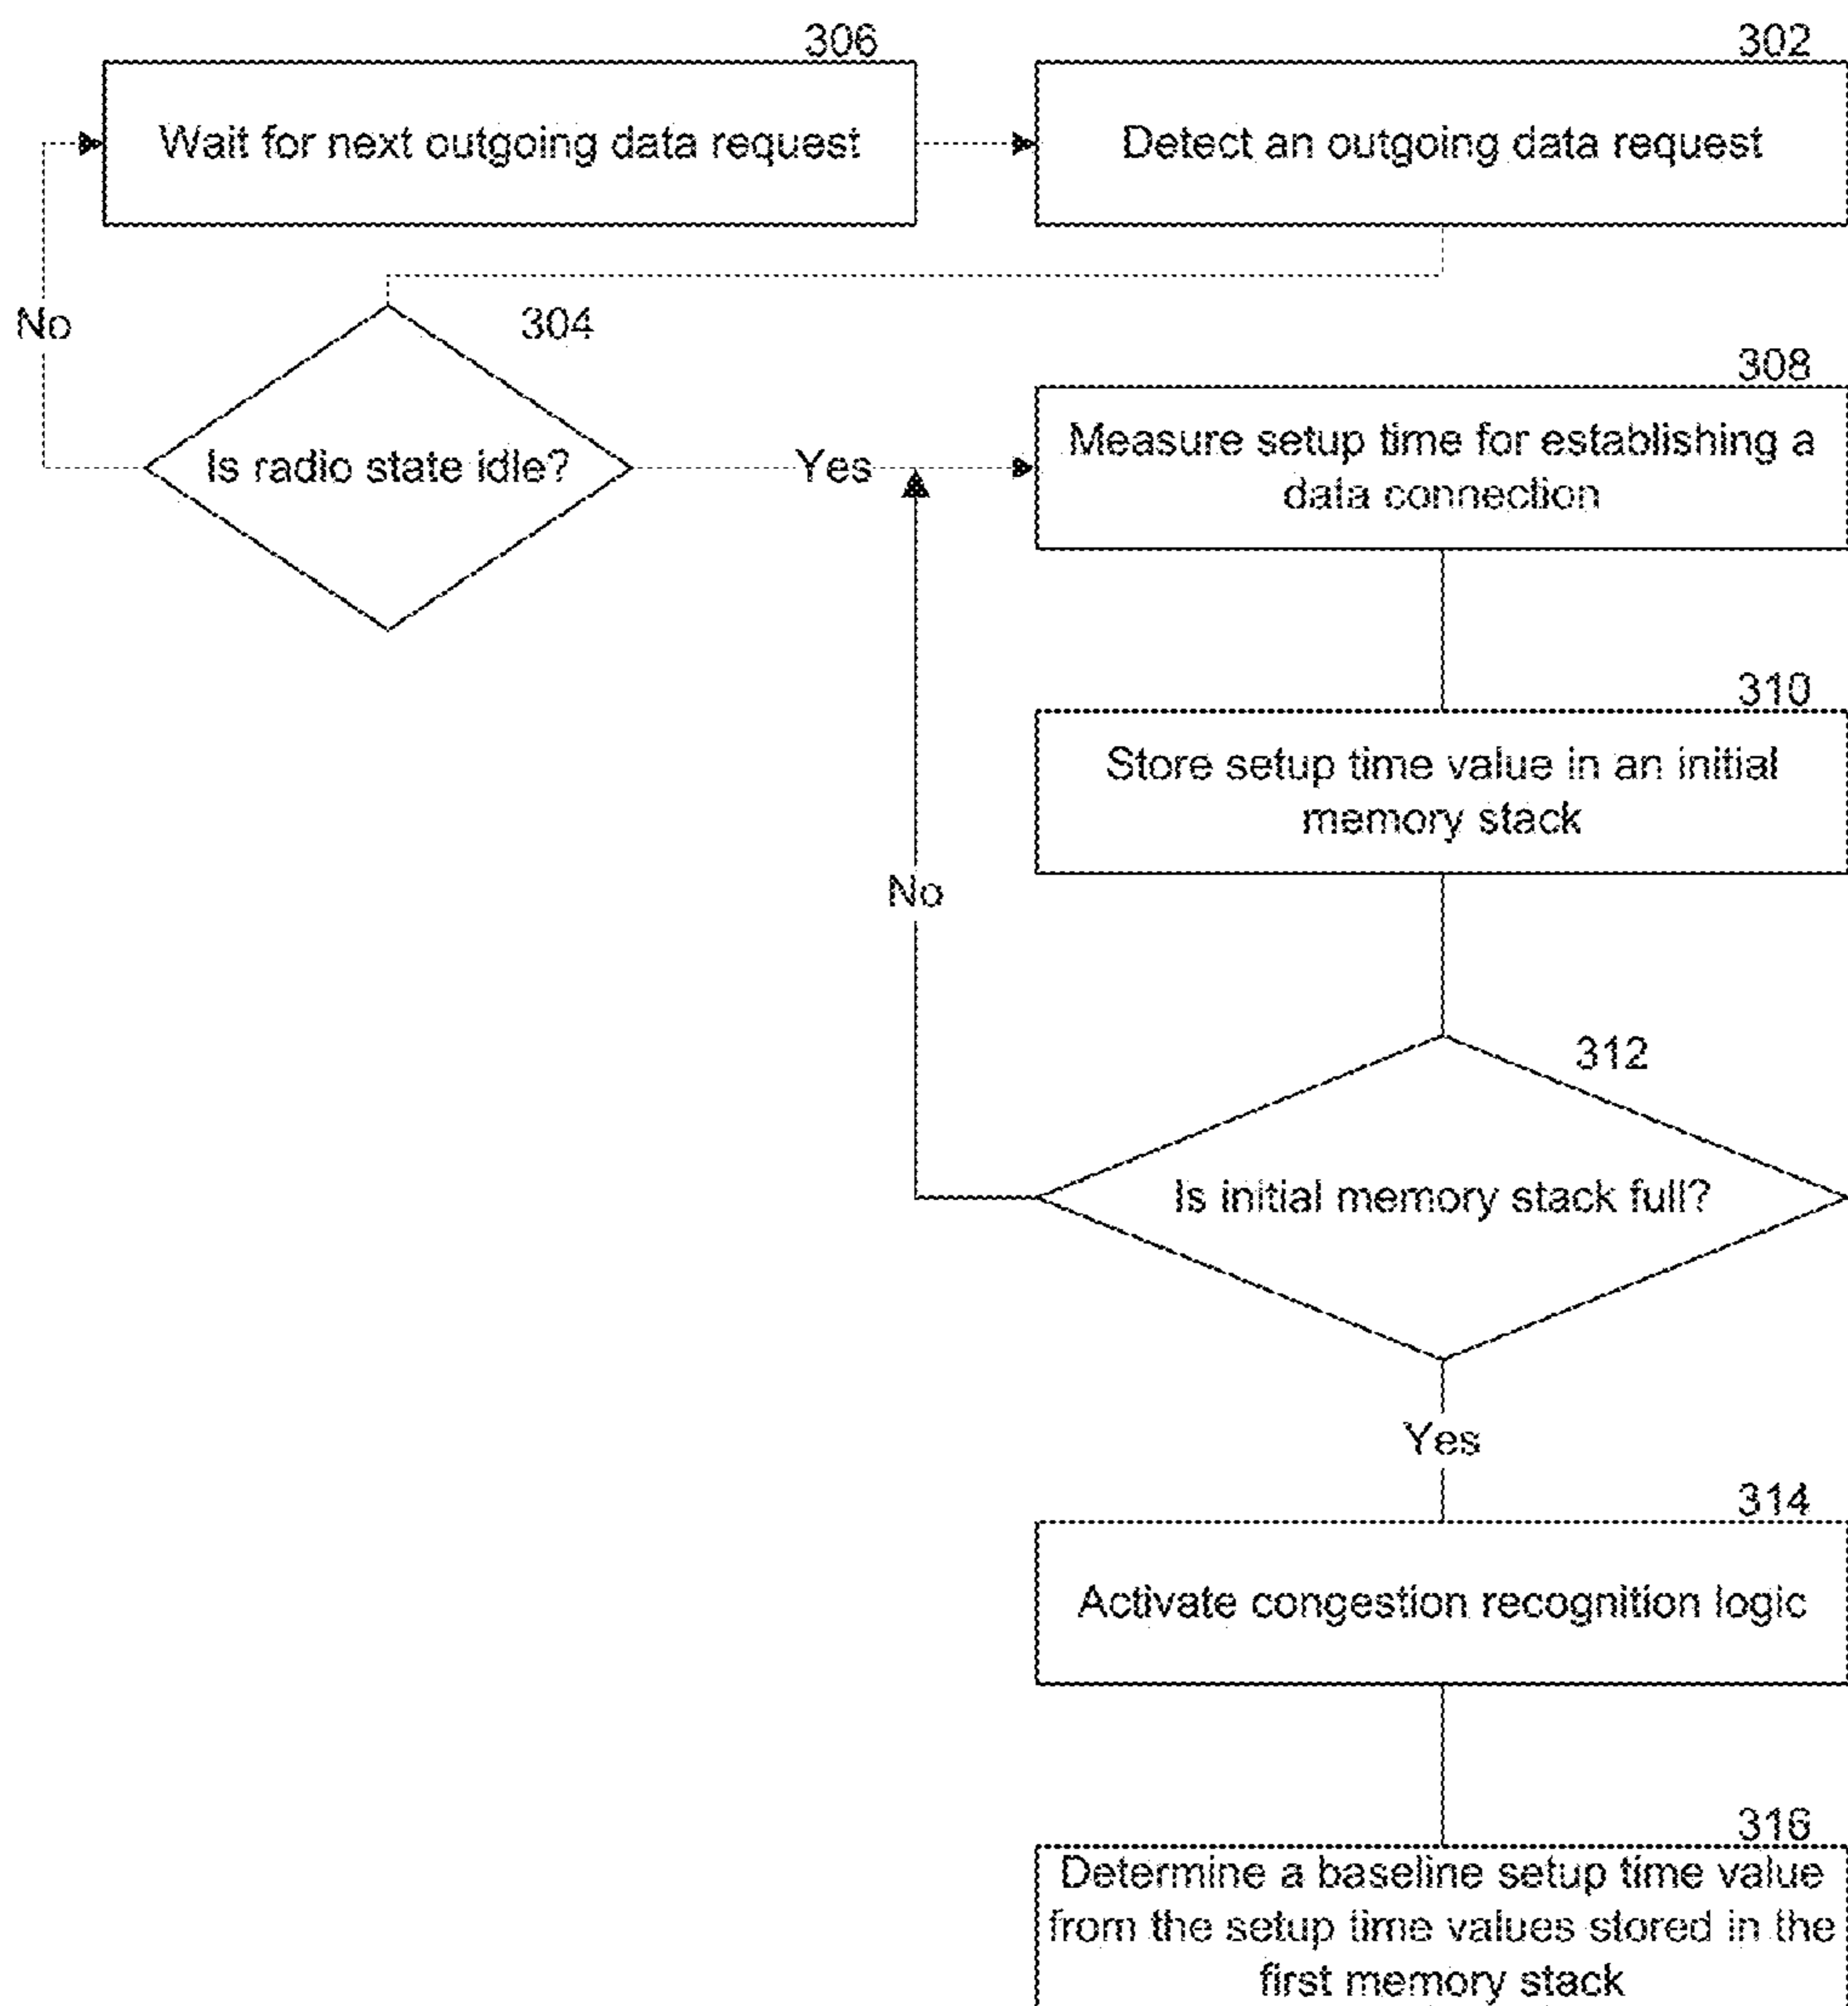 306
Wait for next outgoing data request
302
Detect an outgoing data request
No
304
Is radio state idle?
Yes
308
Measure setup time for establishing a
data connection
310
Store setup time value in an initial
memory stack
No
312
Is initial memory stack full?
Yes
314
Activate congestion recognition logic
316
Determine a baseline setup time value
from the setup time values stored in the
first memory stack